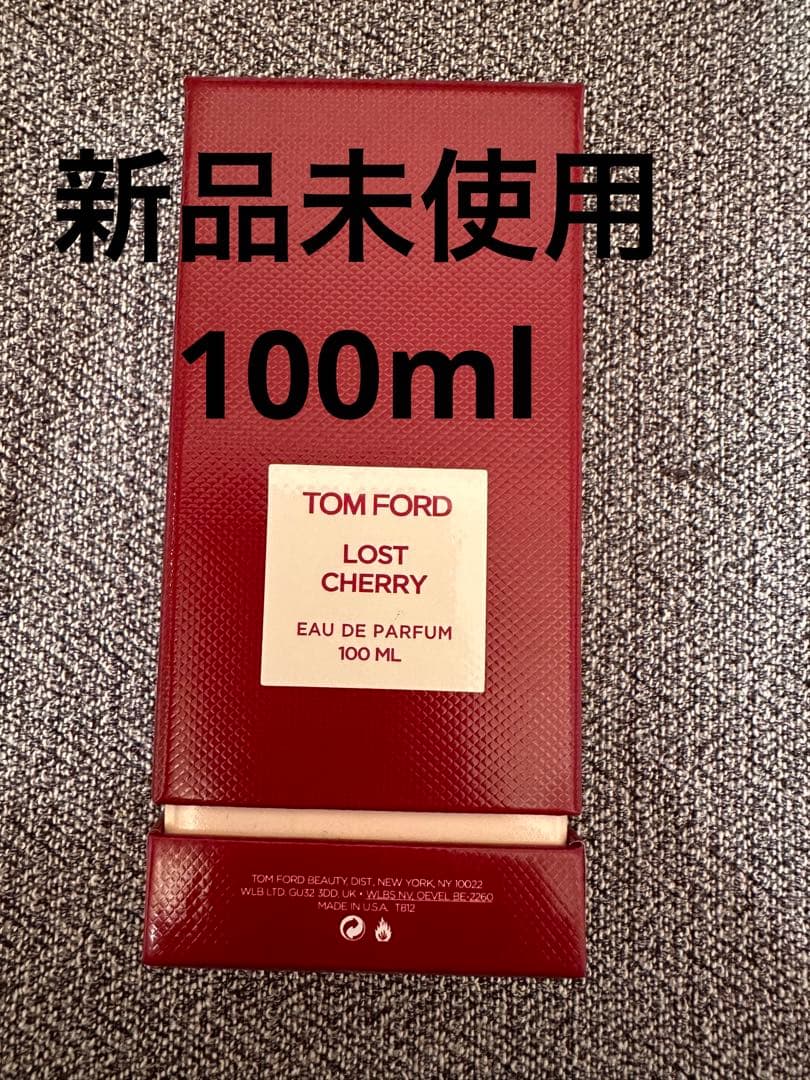 新品未使用
100ml
TOM FORD
LOST
CHERRY
EAU DE PARFUM
100 ML
TOM FORD BEAUTY, DIST., NEW YORK, NY 10022
WLB LTD. GU32 3DD, UK • WLBS NV, OEVEL BE-2260
MADE IN U.S.A. T812